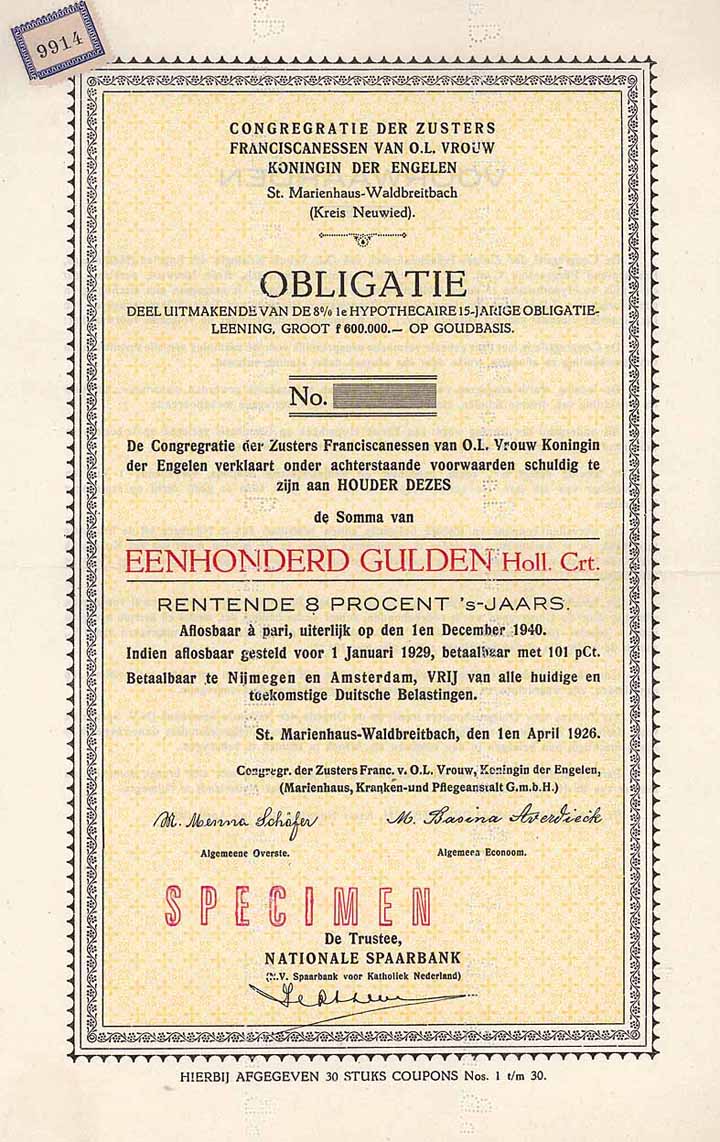 9914
CONGREGRATIE DER ZUSTERS
FRANCISCANESSEN VAN O.L. VROUW
KONINGIN DER ENGELEN
St. Marienhaus-Waldbreitbach
(Kreis Neuwied).
OBLIGATIE
DEEL UITMAKENDE VAN DE 8% 1e HYPOTHECAIRE 15-JARIGE OBLIGATIE-
LEENING, GROOT f 600.000.— OP GOUDBASIS.
No.
De Congregratie der Zusters Franciscanessen van O.L. Vrouw Koningin
der Engelen verklaart onder achterstaande voorwaarden schuldig te
zijn aan HOUDER DEZES
de Somma van
EENHONDERD GULDEN Holl. Crt.
RENTENDE 8 PROCENT 's-JAARS.
Aflosbaar à pari, uiterlijk op den 1en December 1940.
Indien aflosbaar gesteld voor 1 Januari 1929, betaalbaar met 101 pCt.
Betaalbaar te Nijmegen en Amsterdam, VRIJ van alle huidige en
toekomstige Duitsche Belastingen.
St. Marienhaus-Waldbreitbach, den 1en April 1926.
Congregr. der Zusters Franc. v. O.L. Vrouw, Koningin der Engelen,
(Marienhaus, Kranken-und Pflegeanstalt G.m.b.H.)
M. Menna Schäfer M. Basina Averdieck
Algemeene Overste. Algemeen Econoom.
SPECIMEN
De Trustee,
NATIONALE SPAARBANK
(N.V. Spaarbank voor Katholiek Nederland)
HIERBIJ AFGEGEVEN 30 STUKS COUPONS Nos. 1 t/m 30.